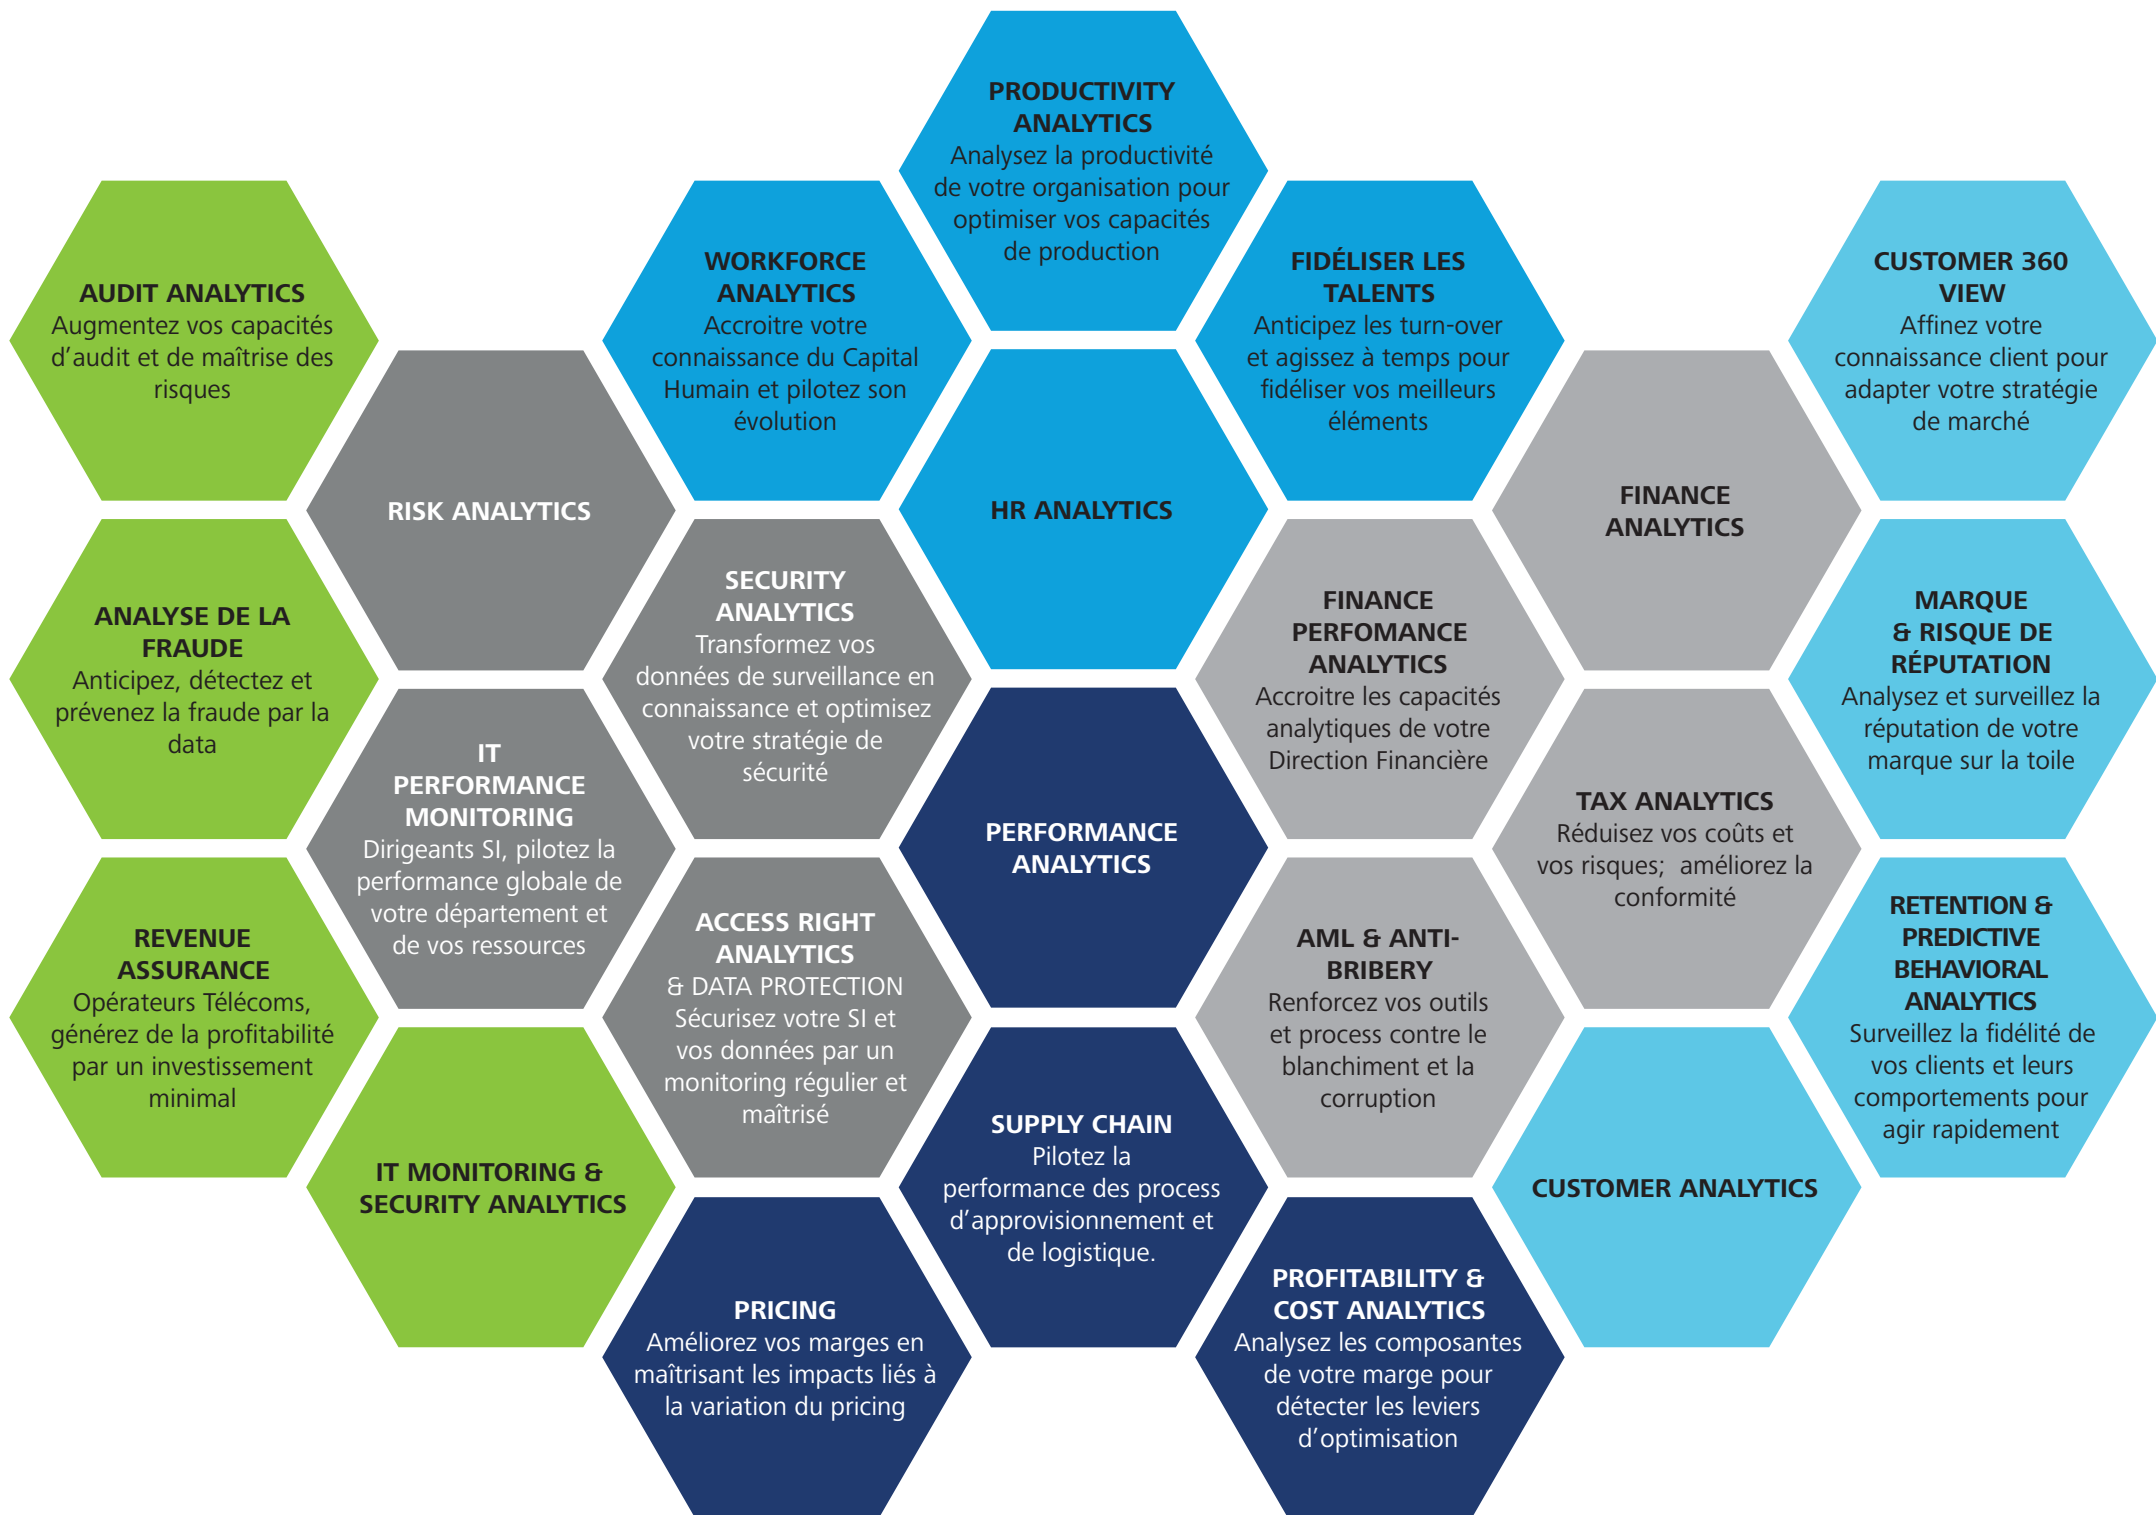 PRODUCTIVITY
ANALYTICS
Analysez la productivité
de votre organisation pour
optimiser vos capacités
de production
AUDIT ANALYTICS
Augmentez vos capacités
d’audit et de maîtrise des
risques
WORKFORCE
ANALYTICS
Accroitre votre
connaissance du Capital
Humain et pilotez son
évolution
FIDÉLISER LES
TALENTS
Anticipez les turn-over
et agissez à temps pour
fidéliser vos meilleurs
éléments
CUSTOMER 360
VIEW
Affinez votre
connaissance client pour
adapter votre stratégie
de marché
RISK ANALYTICS
HR ANALYTICS
FINANCE
ANALYTICS
ANALYSE DE LA
FRAUDE
Anticipez, détectez et
prévenez la fraude par la
data
SECURITY
ANALYTICS
Transformez vos
données de surveillance en
connaissance et optimisez
votre stratégie de
sécurité
FINANCE
PERFOMANCE
ANALYTICS
Accroitre les capacités
analytiques de votre
Direction Financière
MARQUE
& RISQUE DE
RÉPUTATION
Analysez et surveillez la
réputation de votre
marque sur la toile
IT
PERFORMANCE
MONITORING
Dirigeants SI, pilotez la
performance globale de
votre département et
de vos ressources
PERFORMANCE
ANALYTICS
TAX ANALYTICS
Réduisez vos coûts et
vos risques;  améliorez la
conformité
REVENUE
ASSURANCE
Opérateurs Télécoms,
générez de la profitabilité
par un investissement
minimal
ACCESS RIGHT
ANALYTICS
& DATA PROTECTION
Sécurisez votre SI et
vos données par un
monitoring régulier et
maîtrisé
AML & ANTI-
BRIBERY
Renforcez vos outils
et process contre le
blanchiment et la
corruption
RETENTION &
PREDICTIVE
BEHAVIORAL
ANALYTICS
Surveillez la fidélité de
vos clients et leurs
comportements pour
agir rapidement
IT MONITORING &
SECURITY ANALYTICS
SUPPLY CHAIN
Pilotez la
performance des process
d’approvisionnement et
de logistique.
CUSTOMER ANALYTICS
PRICING
Améliorez vos marges en
maîtrisant les impacts liés à
la variation du pricing
PROFITABILITY &
COST ANALYTICS
Analysez les composantes
de votre marge pour
détecter les leviers
d’optimisation